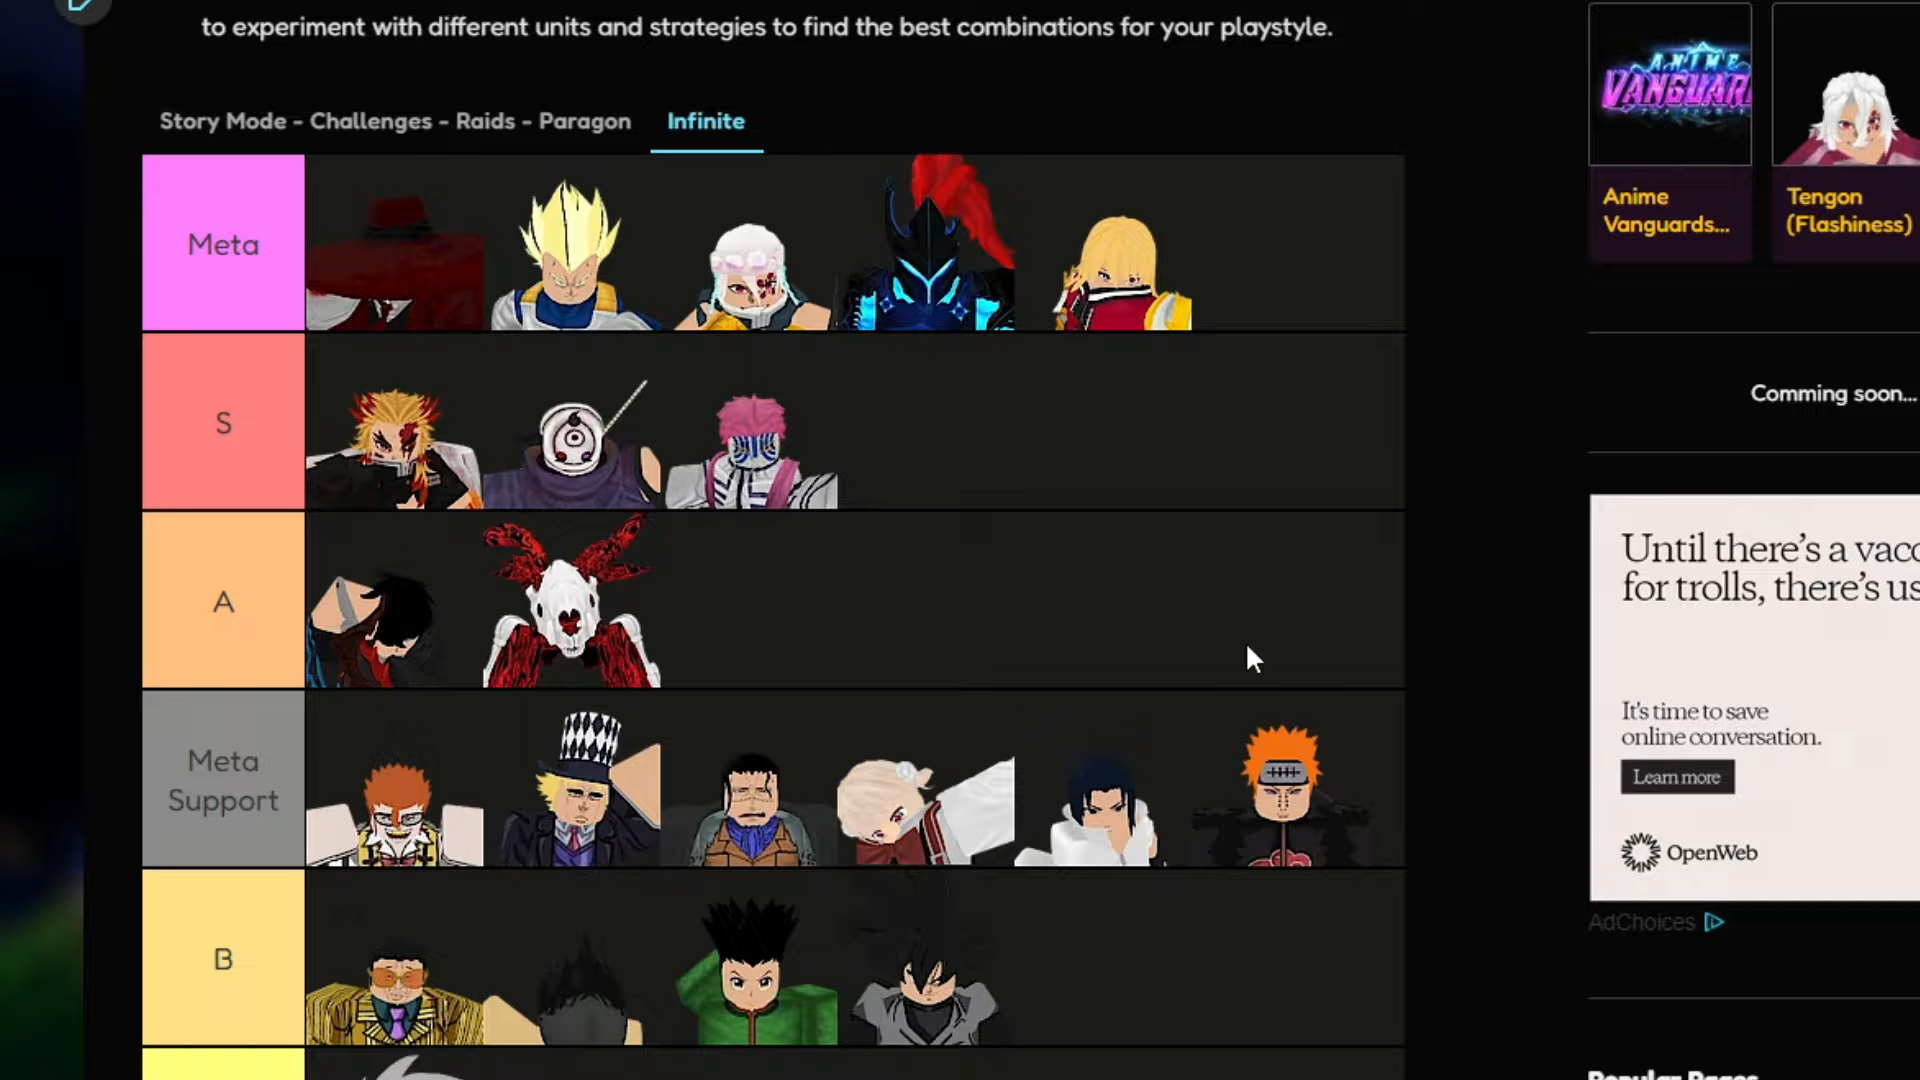 to experiment with different units and strategies to find the best combinations for your playstyle.
Story Mode - Challenges - Raids - Paragon
Infinite
Meta
S
A
Meta
Support
B
ANIME
Anime
Vanguards...
Tengon
(Flashiness)
Comming soon...
Until there's a
for trolls, there's
It's time to save
online conversation.
Learn more
OpenWeb
AdChoices